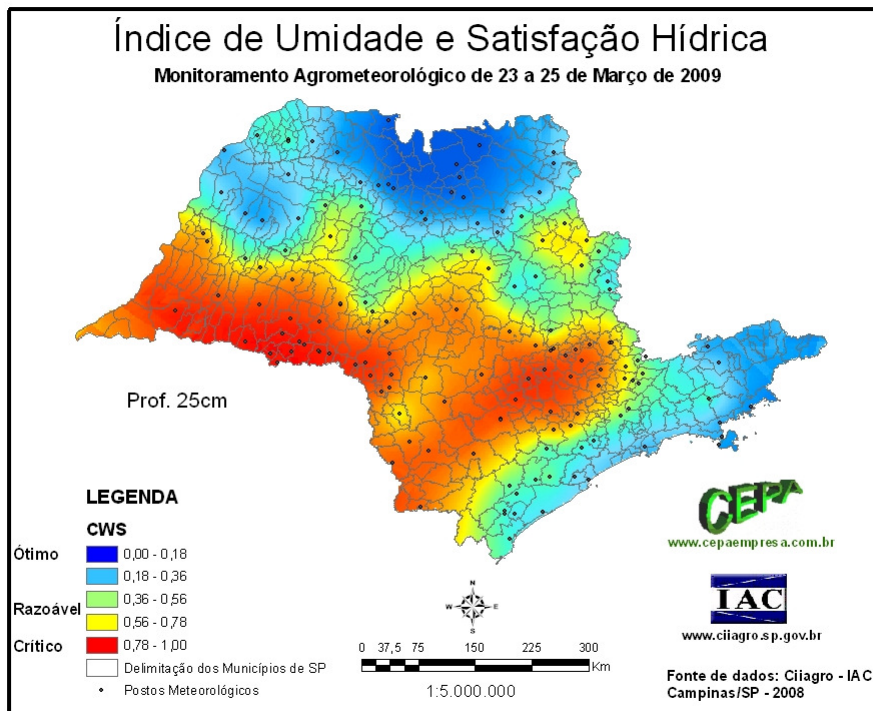 Índice de Umidade e Satisfação Hídrica
Monitoramento Agrometeorológico de 23 a 25 de Março de 2009
Prof. 25cm
LEGENDA
CWS
Ótimo
0,00 - 0,18
0,18 - 0,36
Razoável
0,36 - 0,56
0,56 - 0,78
Crítico
0,78 - 1,00
Delimitação dos Municípios de SP
Postos Meteorológicos
N
W E
S
0 37,5 75 150 225 300
Km
1:5.000.000
CEPA
www.cepaempresa.com.br
IAC
www.ciiagro.sp.gov.br
Fonte de dados: Ciiagro - IAC
Campinas/SP - 2008